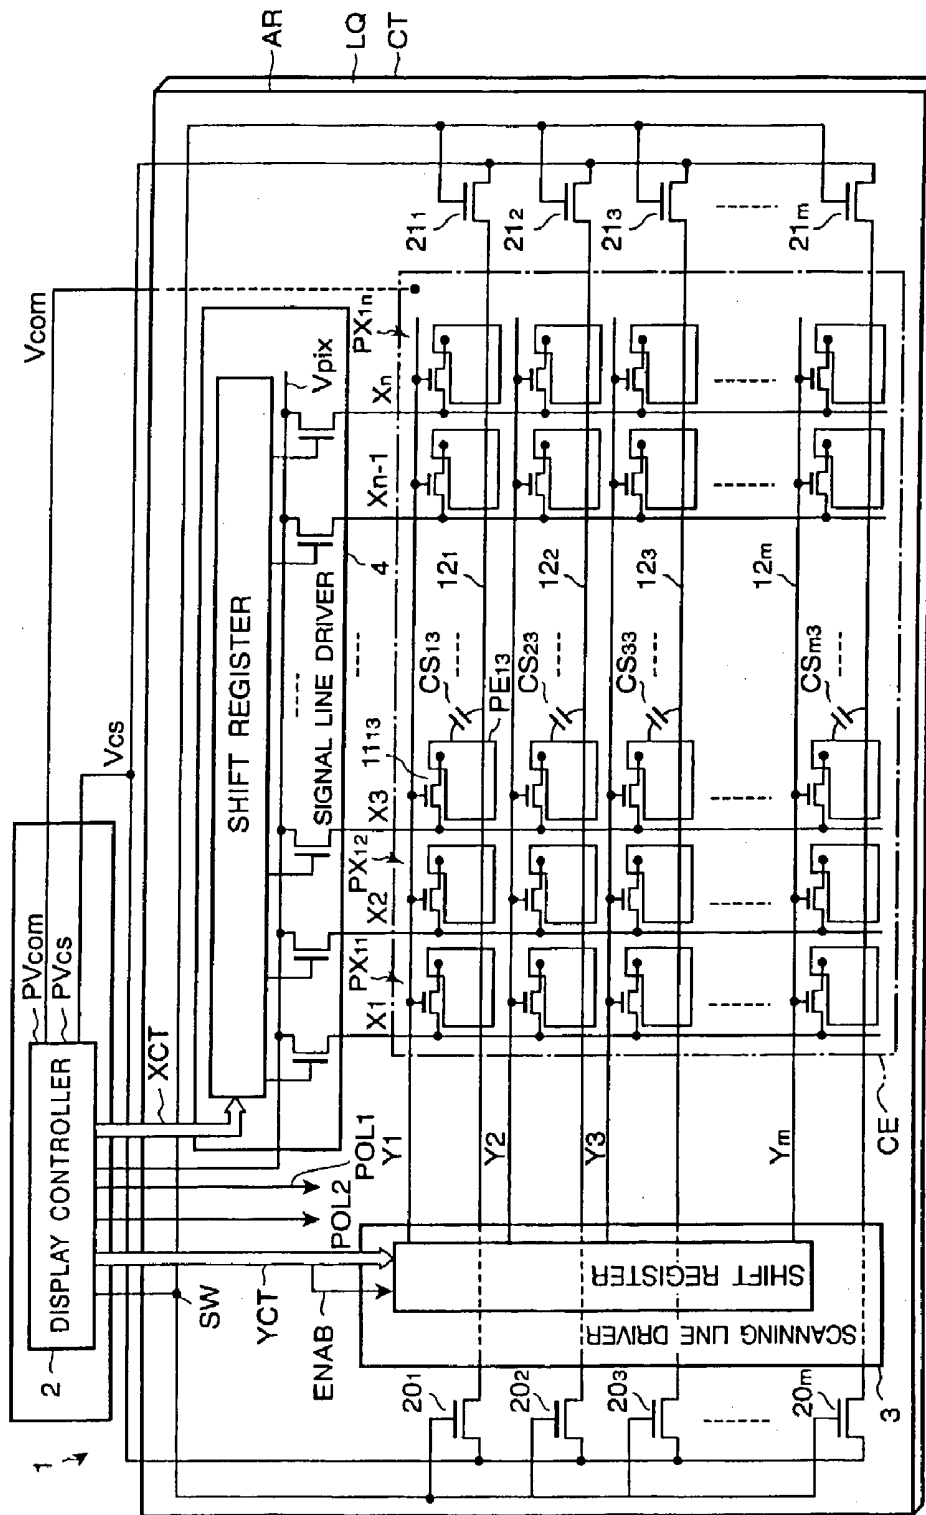 1
2
DISPLAY CONTROLLER
PVcom
PVcs
SW
YCT
ENAB
POL2
POL1
XCT
Vcs
Vcom
AR
LQ
CT
SHIFT REGISTER
SIGNAL LINE DRIVER
4
Vpix
PX11
PX12
PX1n
X1
X2
X3
Xn-1
Xn
SCANNING LINE DRIVER
SHIFT REGISTER
3
Y1
Y2
Y3
Ym
201
202
203
20m
1113
CS13
PE13
CS23
CS33
CSm3
121
122
123
12m
211
212
213
21m
CE